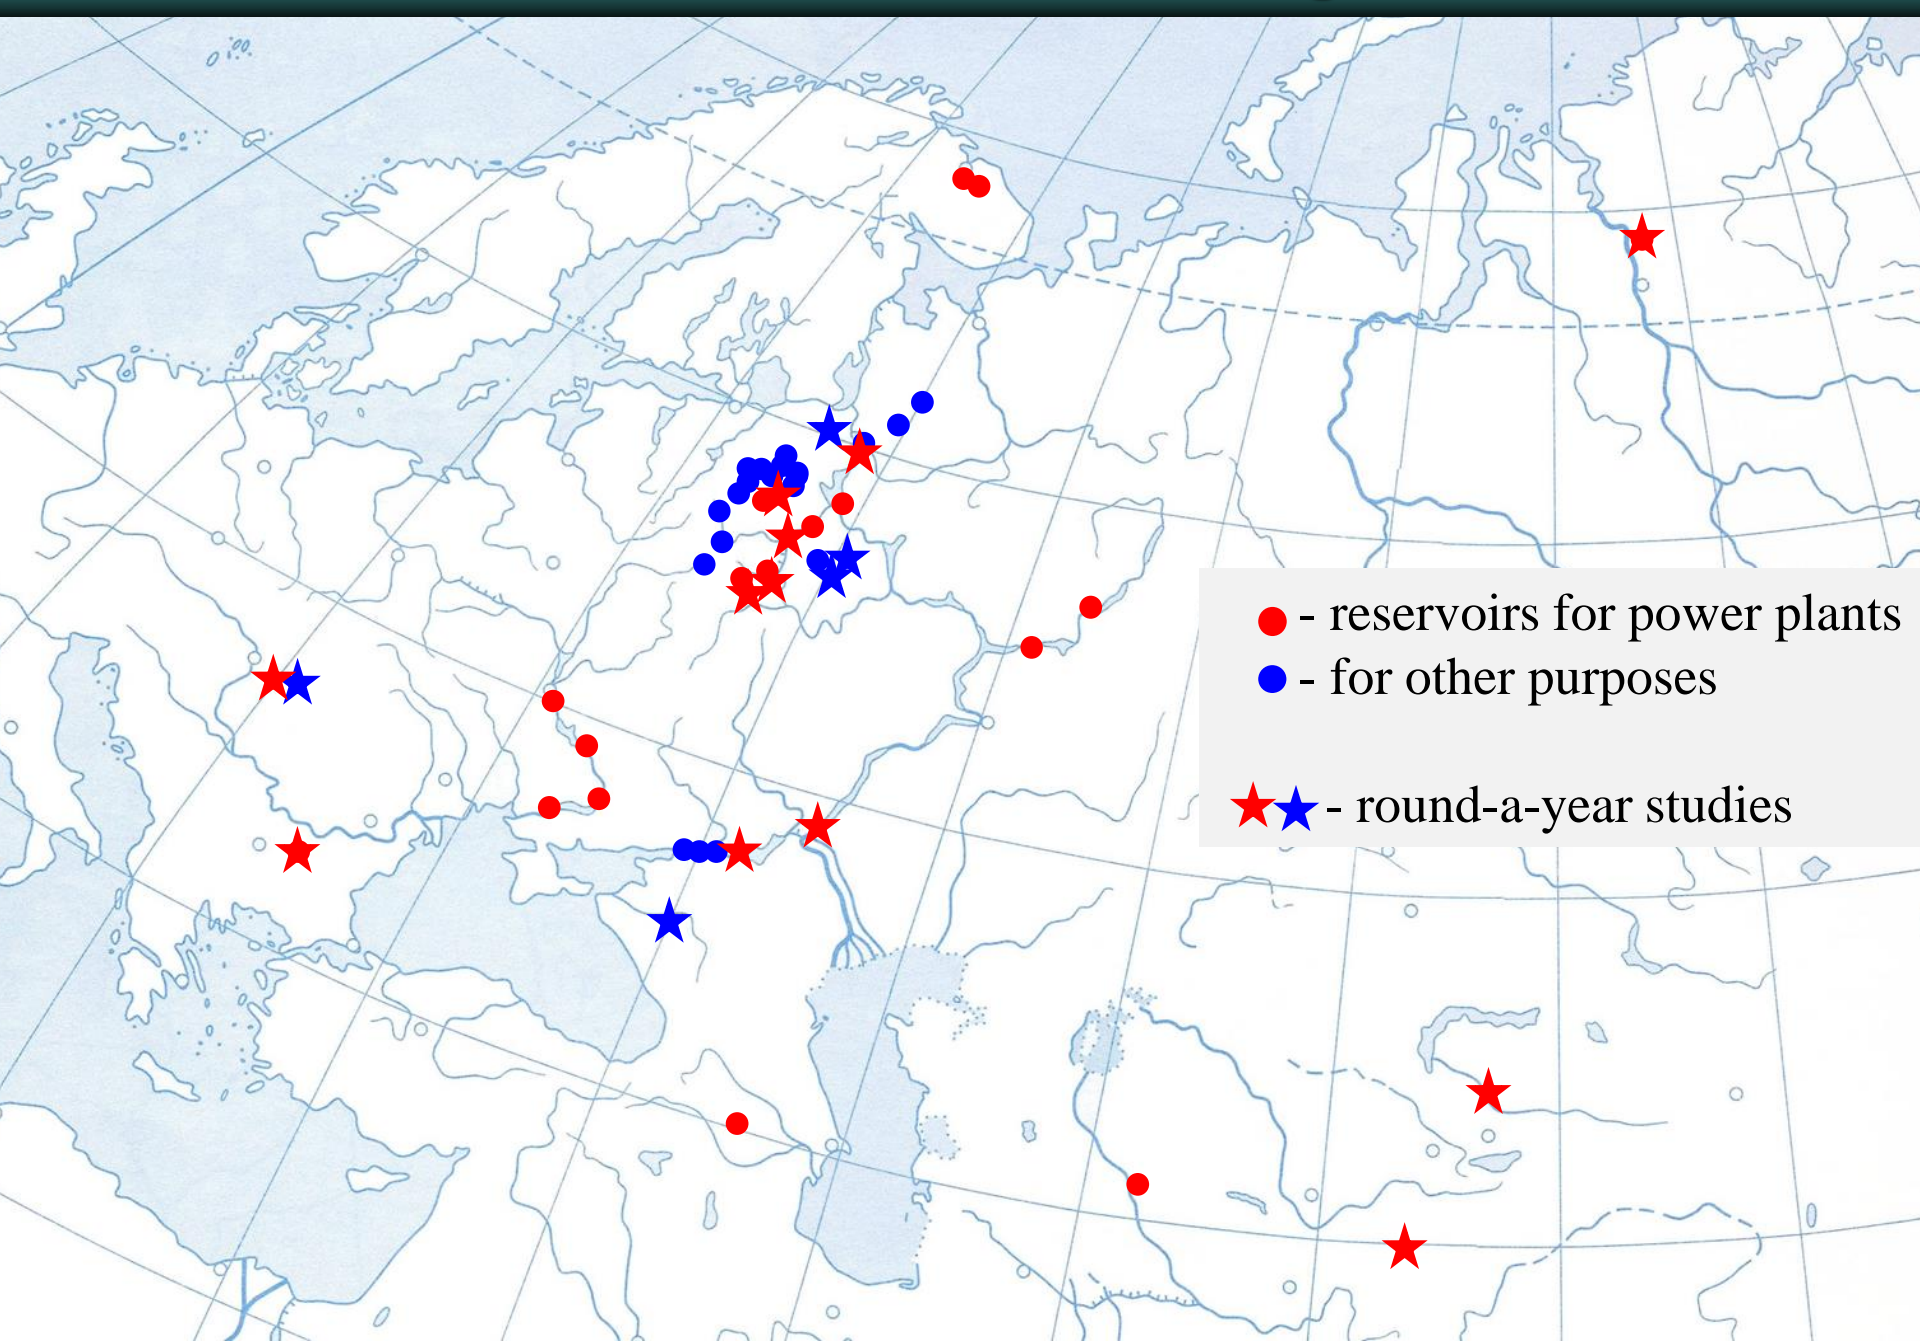 - reservoirs for power plants
- for other purposes
- round-a-year studies